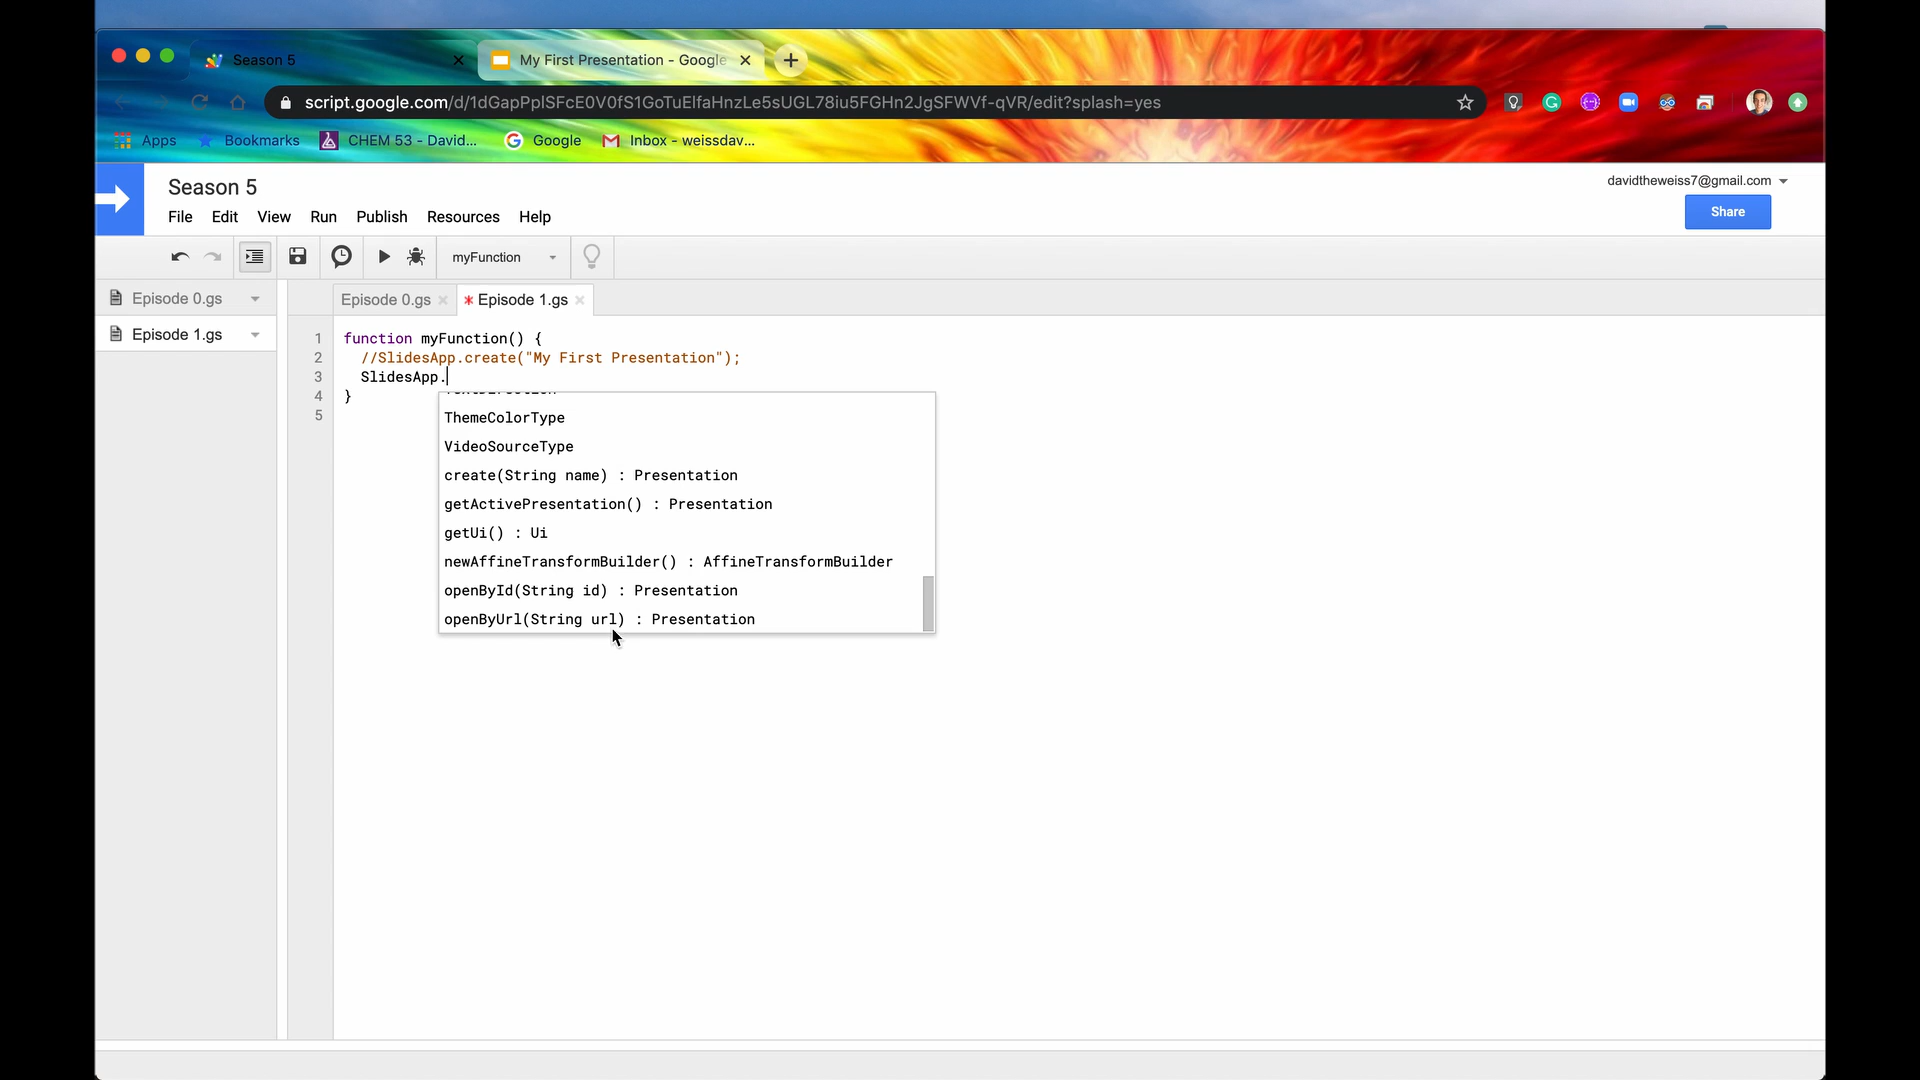 Season 5
My First Presentation - Google
script.google.com/d/1dGapPplSFcE0V0fS1GoTuElfaHnzLe5sUGL78iu5FGHn2JgSFWVf-qVR/edit?splash=yes
Apps Bookmarks CHEM 53 - David... Google Inbox - weissdav...
Season 5
davidtheweiss7@gmail.com
File Edit View Run Publish Resources Help
Share
myFunction
Episode 0.gs
Episode 1.gs
Episode 0.gs * Episode 1.gs
1 function myFunction() {
2 //SlidesApp.create("My First Presentation");
3 SlidesApp.
4 }
5
ThemeColorType
VideoSourceType
create(String name) : Presentation
getActivePresentation() : Presentation
getUi() : Ui
newAffineTransformBuilder() : AffineTransformBuilder
openById(String id) : Presentation
openByUrl(String url) : Presentation